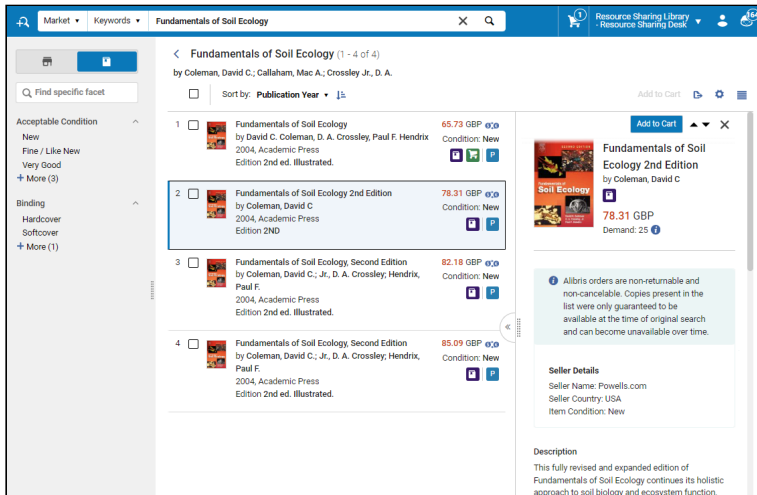 Market Keywords Fundamentals of Soil Ecology
1 Resource Sharing Library
- Resource Sharing Desk
164
Find specific facet
Acceptable Condition
New
Fine / Like New
Very Good
+ More (3)
Binding
Hardcover
Softcover
+ More (1)
Fundamentals of Soil Ecology (1 - 4 of 4)
by Coleman, David C.; Callaham, Mac A.; Crossley Jr., D. A.
Sort by: Publication Year
Add to Cart
1 Fundamentals of Soil Ecology 65.73 GBP
by David C. Coleman, D. A. Crossley, Paul F. Hendrix Condition: New
2004, Academic Press P
Edition 2nd ed. Illustrated.
2 Fundamentals of Soil Ecology 2nd Edition 78.31 GBP
by Coleman, David C Condition: New
2004, Academic Press P
Edition 2ND
3 Fundamentals of Soil Ecology, Second Edition 82.18 GBP
by Coleman, David C.; Jr., D. A. Crossley; Hendrix, Condition: New
Paul F. P
2004, Academic Press
Edition 2nd ed. Illustrated.
4 Fundamentals of Soil Ecology, Second Edition 85.09 GBP
by Coleman, David C.; Jr., D. A. Crossley; Hendrix, Condition: New
Paul F. P
2004, Academic Press
Edition 2nd ed. Illustrated.
Add to Cart
Soil Ecology
Fundamentals of Soil
Ecology 2nd Edition
by Coleman, David C
78.31 GBP
Demand: 25
Alibris orders are non-returnable and
non-cancelable. Copies present in the
list were only guaranteed to be
available at the time of original search
and can become unavailable over time.
Seller Details
Seller Name: Powells.com
Seller Country: USA
Item Condition: New
Description
This fully revised and expanded edition of
Fundamentals of Soil Ecology continues its holistic
approach to soil biology and ecosystem function.